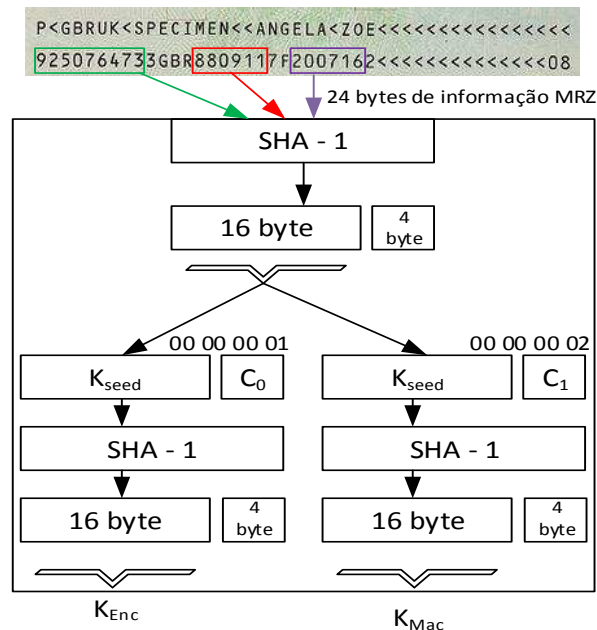 P<GBRUK<SPECIMEN<<ANGELA<ZOE<<<<<<<<<<<<<<<<
9250764733GBR8809117F2007162<<<<<<<<<<<<<<08
24 bytes de informação MRZ
SHA - 1
16 byte
4 byte
00 00 00 01
00 00 00 02
Kseed
C0
Kseed
C1
SHA - 1
SHA - 1
16 byte
4 byte
16 byte
4 byte
KEnc
KMac